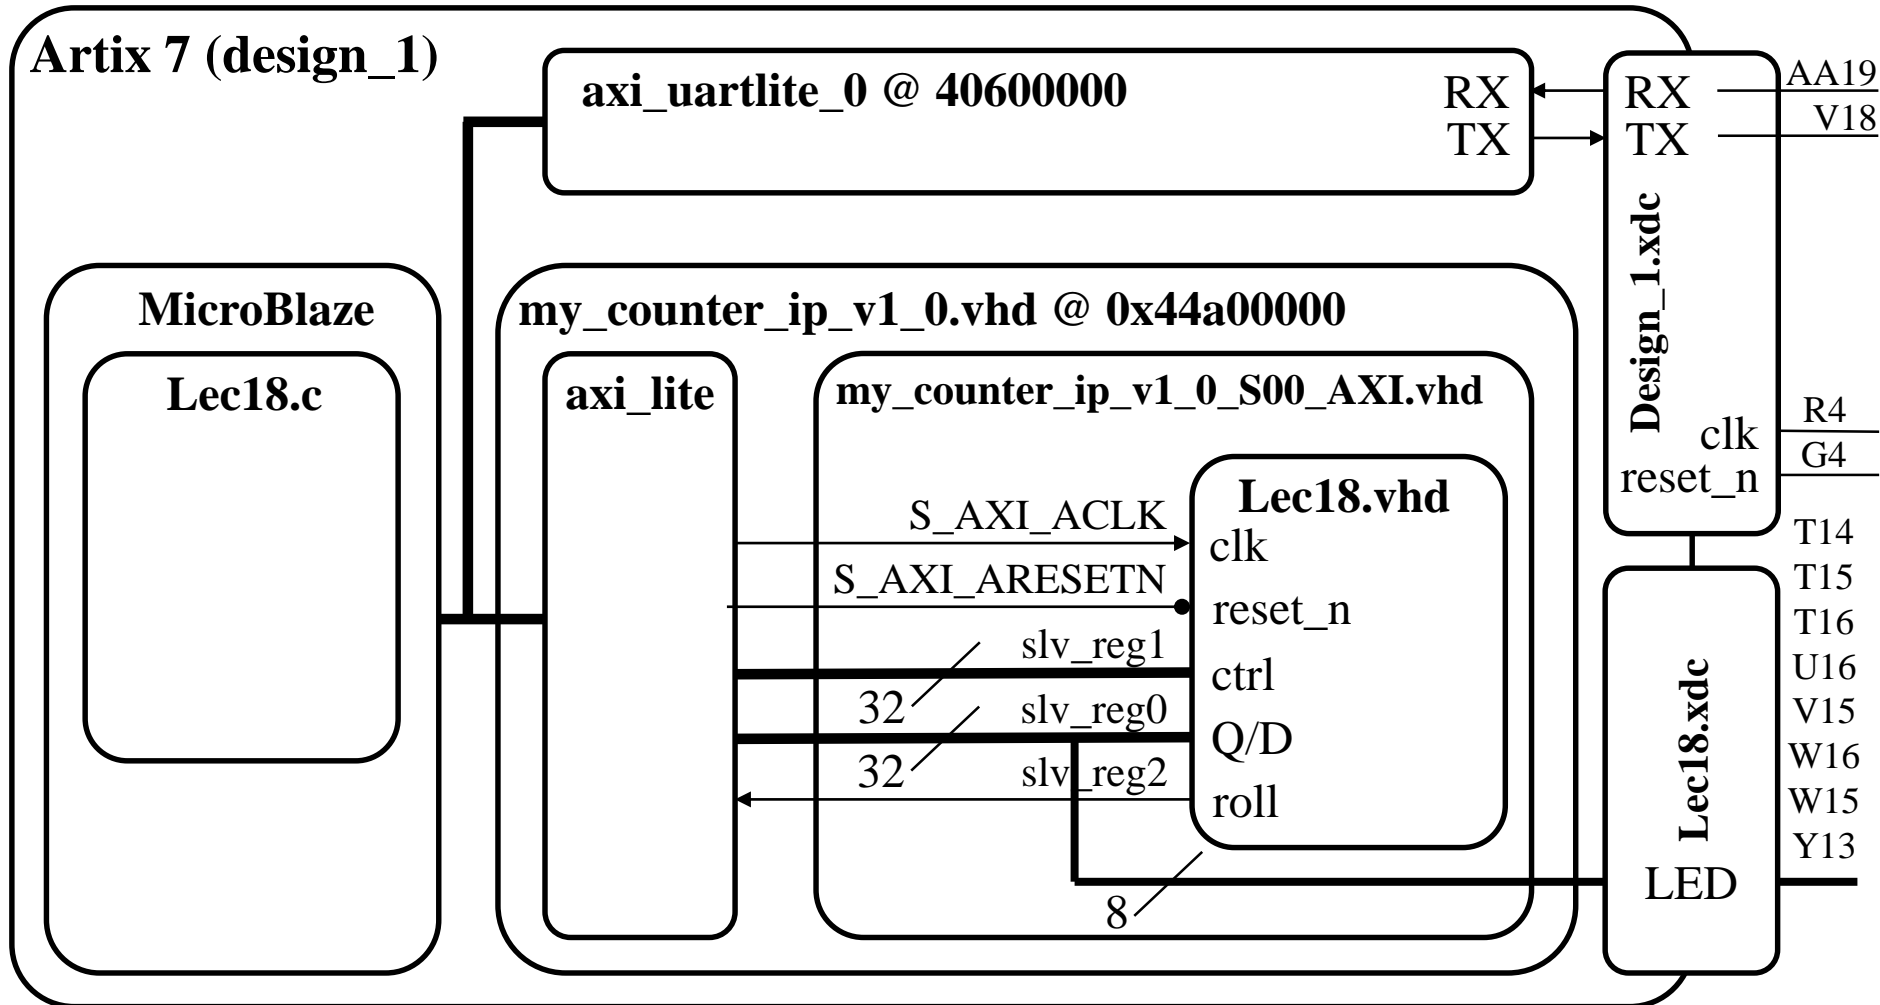 Artix 7 (design_1)
axi_uartlite_0 @ 40600000
RX
TX
RX
TX
AA19
V18
Design_1.xdc
clk
reset_n
R4
G4
MicroBlaze
Lec18.c
my_counter_ip_v1_0.vhd @ 0x44a00000
axi_lite
my_counter_ip_v1_0_S00_AXI.vhd
Lec18.vhd
S_AXI_ACLK
clk
S_AXI_ARESETN
reset_n
slv_reg1
32
ctrl
slv_reg0
32
Q/D
slv_reg2
roll
8
T14
T15
T16
U16
V15
W16
W15
Y13
Lec18.xdc
LED